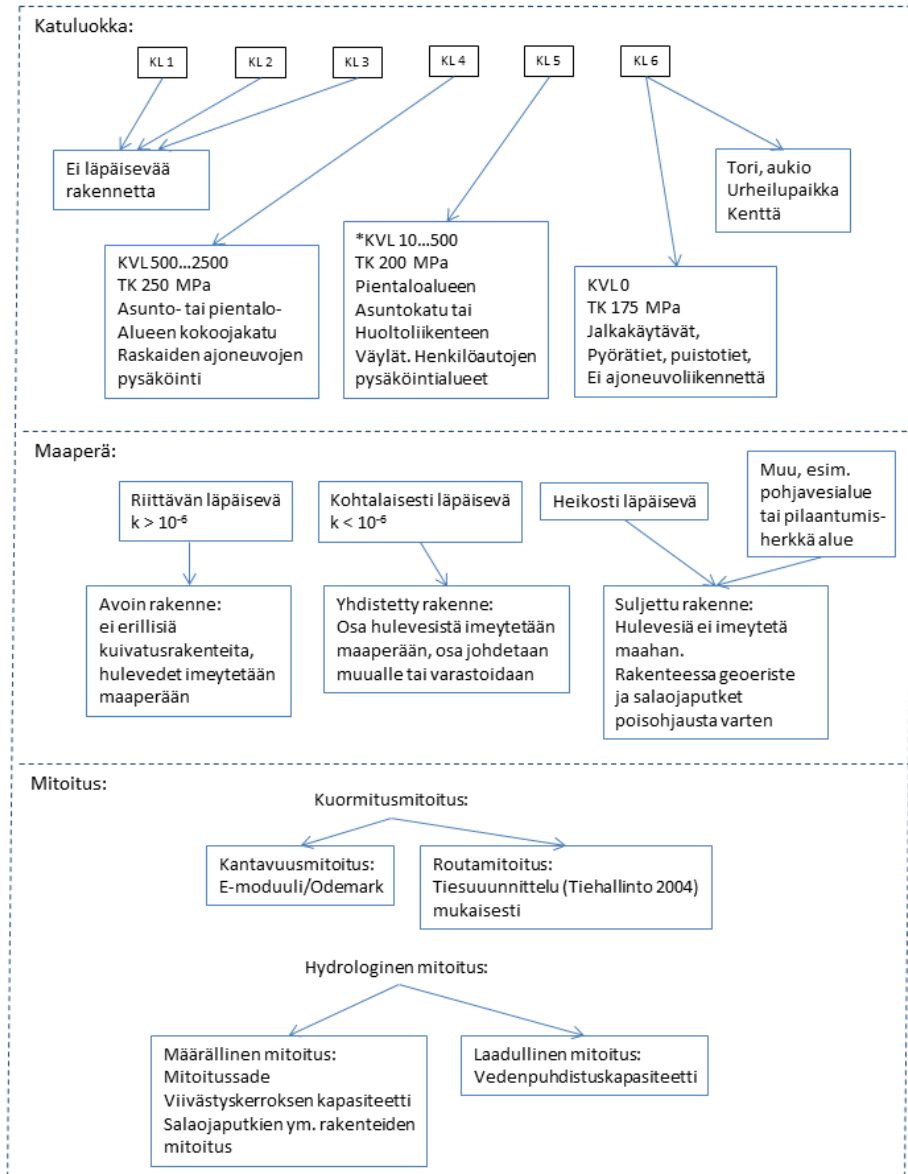 Katuluokka:
KL 1
KL 2
KL 3
KL 4
KL 5
KL 6
Ei läpäisevää
rakennetta
Tori, aukio
Urheilupaikka
Kenttä
KVL 500...2500
TK 250 MPa
Asunto- tai pientalo-
Alueen kokoojakatu
Raskaiden ajoneuvojen
pysäköinti
*KVL 10...500
TK 200 MPa
Pientaloalueen
Asuntokatu tai
Huoltoliikenteen
Väylät. Henkilöautojen
pysäköintialueet
KVL 0
TK 175 MPa
Jalkakäytävät,
Pyörätiet, puistotiet,
Ei ajoneuvoliikennettä
Maaperä:
Riittävän läpäisevä
k > 10⁻⁶
Kohtalaisesti läpäisevä
k < 10⁻⁶
Heikosti läpäisevä
Muu, esim.
pohjavesialue
tai pilaantumis-
herkkä alue
Avoin rakenne:
ei erillisiä
kuivatusrakenteita,
hulevedet imeytetään
maaperään
Yhdistetty rakenne:
Osa hulevesistä imeytetään
maaperään, osa johdetaan
muualle tai varastoidaan
Suljettu rakenne:
Hulevesiä ei imeytetä
maahan.
Rakenteessa geoeriste
ja salaojaputket
poisohjausta varten
Mitoitus:
Kuormitusmitoitus:
Kantavuusmitoitus:
E-moduuli/Odemark
Routamitoitus:
Tiesuuunnittelu (Tiehallinto 2004)
mukaisesti
Hydrologinen mitoitus:
Määrällinen mitoitus:
Mitoitussade
Viivästyskerroksen kapasiteetti
Salaojaputkien ym. rakenteiden
mitoitus
Laadullinen mitoitus:
Vedenpuhdistuskapasiteetti